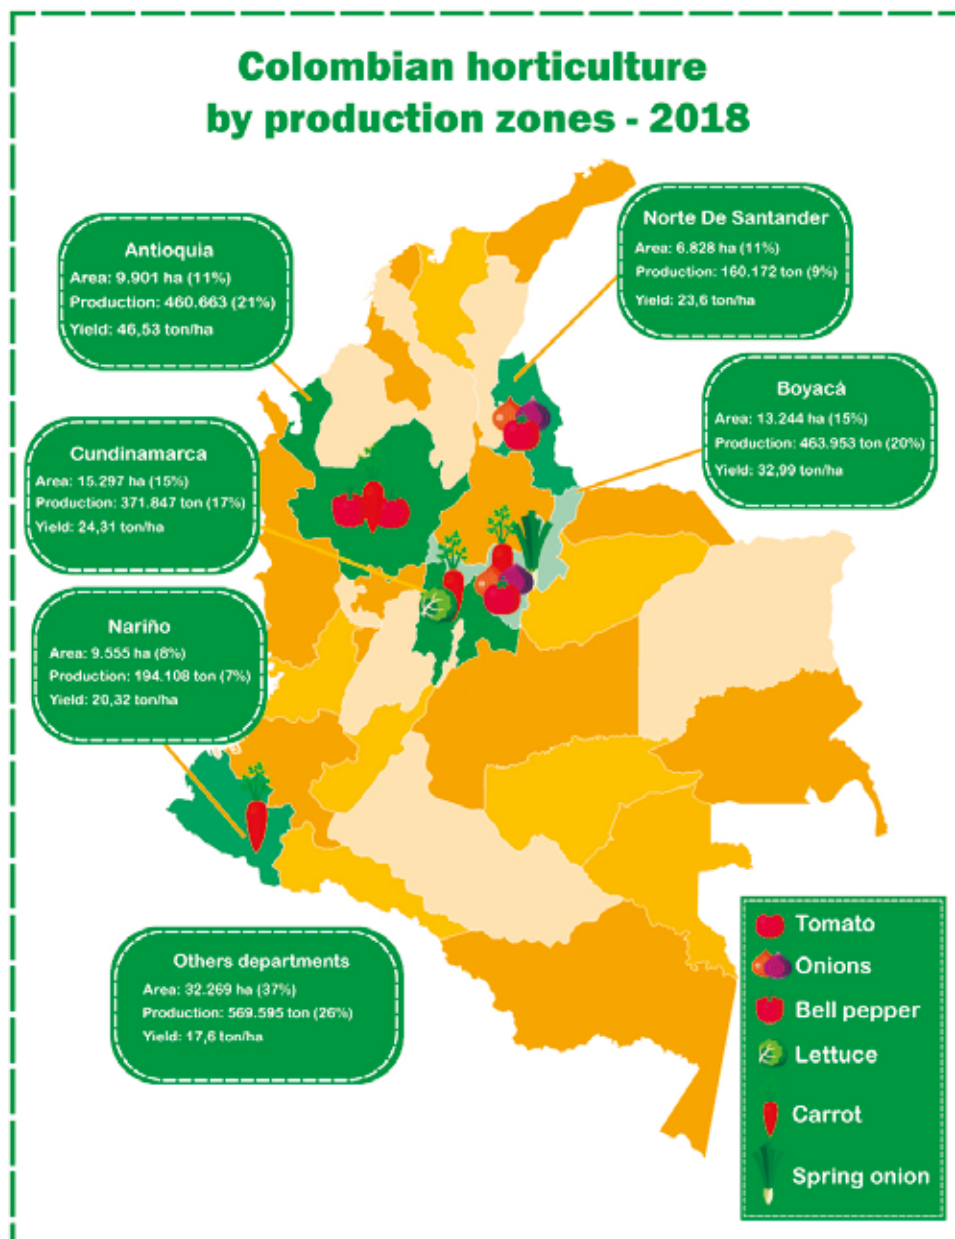 Colombian horticulture
by production zones - 2018
Antioquia
Area: 9.901 ha (11%)
Production: 460.663 (21%)
Yield: 46,53 ton/ha
Norte De Santander
Area: 6.828 ha (11%)
Production: 160.172 ton (9%)
Yield: 23,6 ton/ha
Boyacá
Area: 13.244 ha (15%)
Production: 463.953 ton (20%)
Yield: 32,99 ton/ha
Cundinamarca
Area: 15.297 ha (15%)
Production: 371.847 ton (17%)
Yield: 24,31 ton/ha
Nariño
Area: 9.555 ha (8%)
Production: 194.108 ton (7%)
Yield: 20,32 ton/ha
Others departments
Area: 32.269 ha (37%)
Production: 569.595 ton (26%)
Yield: 17,6 ton/ha
Tomato
Onions
Bell pepper
Lettuce
Carrot
Spring onion